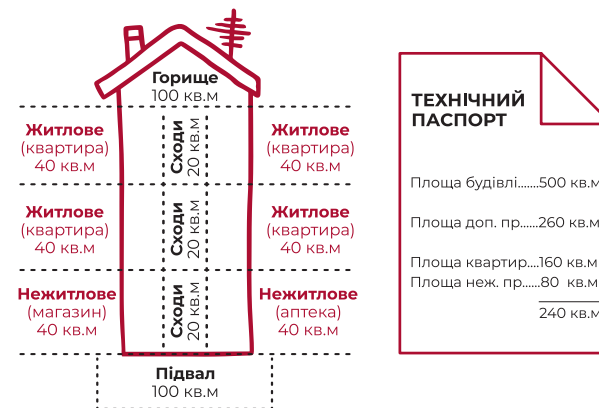 Горище
100 кв.м
Житлове
(квартира)
40 кв.м
Сходи
20 кв.м
Житлове
(квартира)
40 кв.м
Житлове
(квартира)
40 кв.м
Сходи
20 кв.м
Житлове
(квартира)
40 кв.м
Нежитлове
(магазин)
40 кв.м
Сходи
20 кв.м
Нежитлове
(аптека)
40 кв.м
Підвал
100 кв.м
ТЕХНІЧНИЙ
ПАСПОРТ
Площа будівлі......500 кв.м
Площа доп. пр.....260 кв.м
Площа квартир....160 кв.м
Площа неж. пр.....80 кв.м
240 кв.м